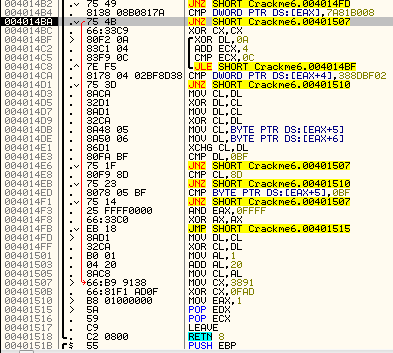 004014B2 75 49 JNZ SHORT Crackme6.004014FD
004014B4 8138 08B0817A CMP DWORD PTR DS:[EAX],7A81B008
004014BA 75 4B JNZ SHORT Crackme6.00401507
004014BC 66:33C9 XOR CX,CX
004014BF 80F2 0A XOR DL,0A
004014C2 83C1 04 ADD ECX,4
004014C5 83F9 0C CMP ECX,0C
004014C8 7E F5 JLE SHORT Crackme6.004014BF
004014CA 8178 04 02BF8D38 CMP DWORD PTR DS:[EAX+4],388DBF02
004014D1 75 3D JNZ SHORT Crackme6.00401510
004014D3 8ACA MOV CL,DL
004014D5 32D1 XOR DL,CL
004014D7 8AD1 MOV DL,CL
004014D9 32CA XOR CL,DL
004014DB 8A48 05 MOV CL,BYTE PTR DS:[EAX+5]
004014DE 8A50 06 MOV DL,BYTE PTR DS:[EAX+6]
004014E1 86D1 XCHG CL,DL
004014E3 80FA BF CMP DL,0BF
004014E6 75 1F JNZ SHORT Crackme6.00401507
004014E8 80F9 8D CMP CL,8D
004014EB 75 23 JNZ SHORT Crackme6.00401510
004014ED 8078 05 BF CMP BYTE PTR DS:[EAX+5],0BF
004014F1 75 14 JNZ SHORT Crackme6.00401507
004014F3 25 FFFF0000 AND EAX,0FFFF
004014F8 66:33C0 XOR AX,AX
004014FB EB 18 JMP SHORT Crackme6.00401515
004014FD 8AD1 MOV DL,CL
004014FF 32CA XOR CL,DL
00401501 B0 01 MOV AL,1
00401503 04 20 ADD AL,20
00401505 8AC8 MOV CL,AL
00401507 66:B9 9138 MOV CX,3891
0040150B 66:81F1 AD0F XOR CX,0FAD
00401510 B8 01000000 MOV EAX,1
00401515 5A POP EDX
00401516 59 POP ECX
00401517 C9 LEAVE
00401518 C2 0800 RETN 8
0040151B 55 PUSH EBP